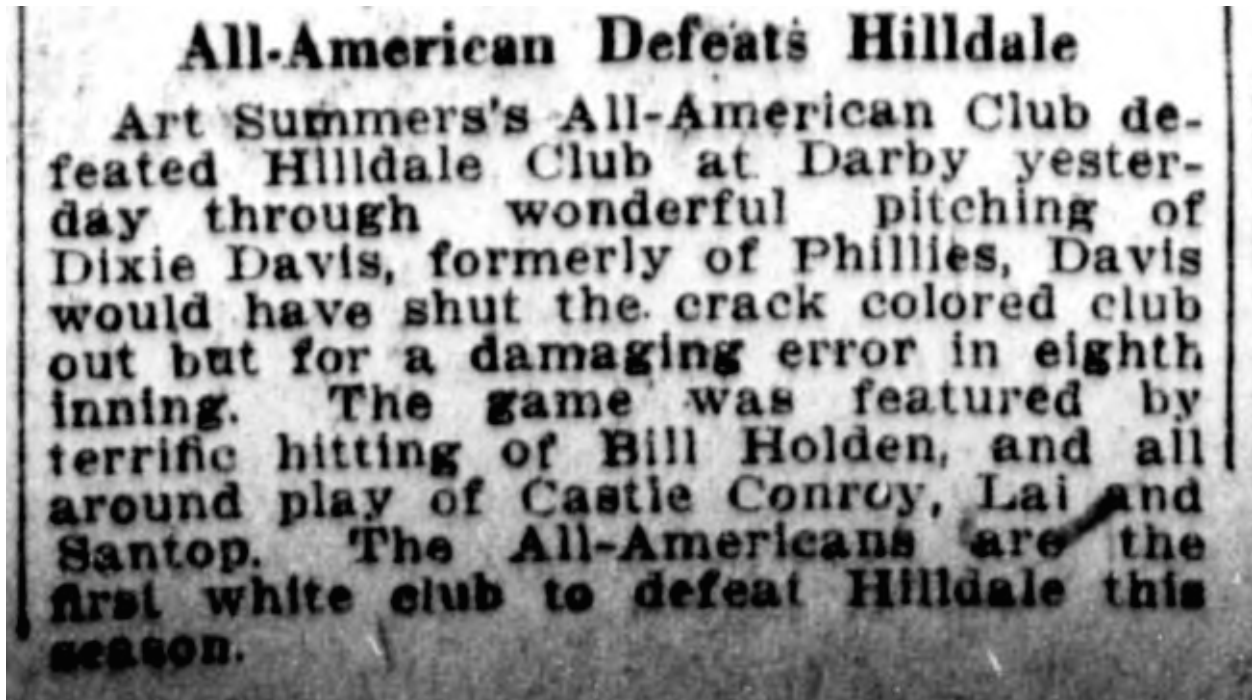 All-American Defeats Hilldale
Art Summers's All-American Club de-
feated Hilldale Club at Darby yester-
day through wonderful pitching of
Dixie Davis, formerly of Phillies, Davis
would have shut the crack colored club
out but for a damaging error in eighth
inning. The game was featured by
terrific hitting of Bill Holden, and all
around play of Castle Conroy, Lai and
Santop. The All-Americans are the
first white club to defeat Hilldale this
season.